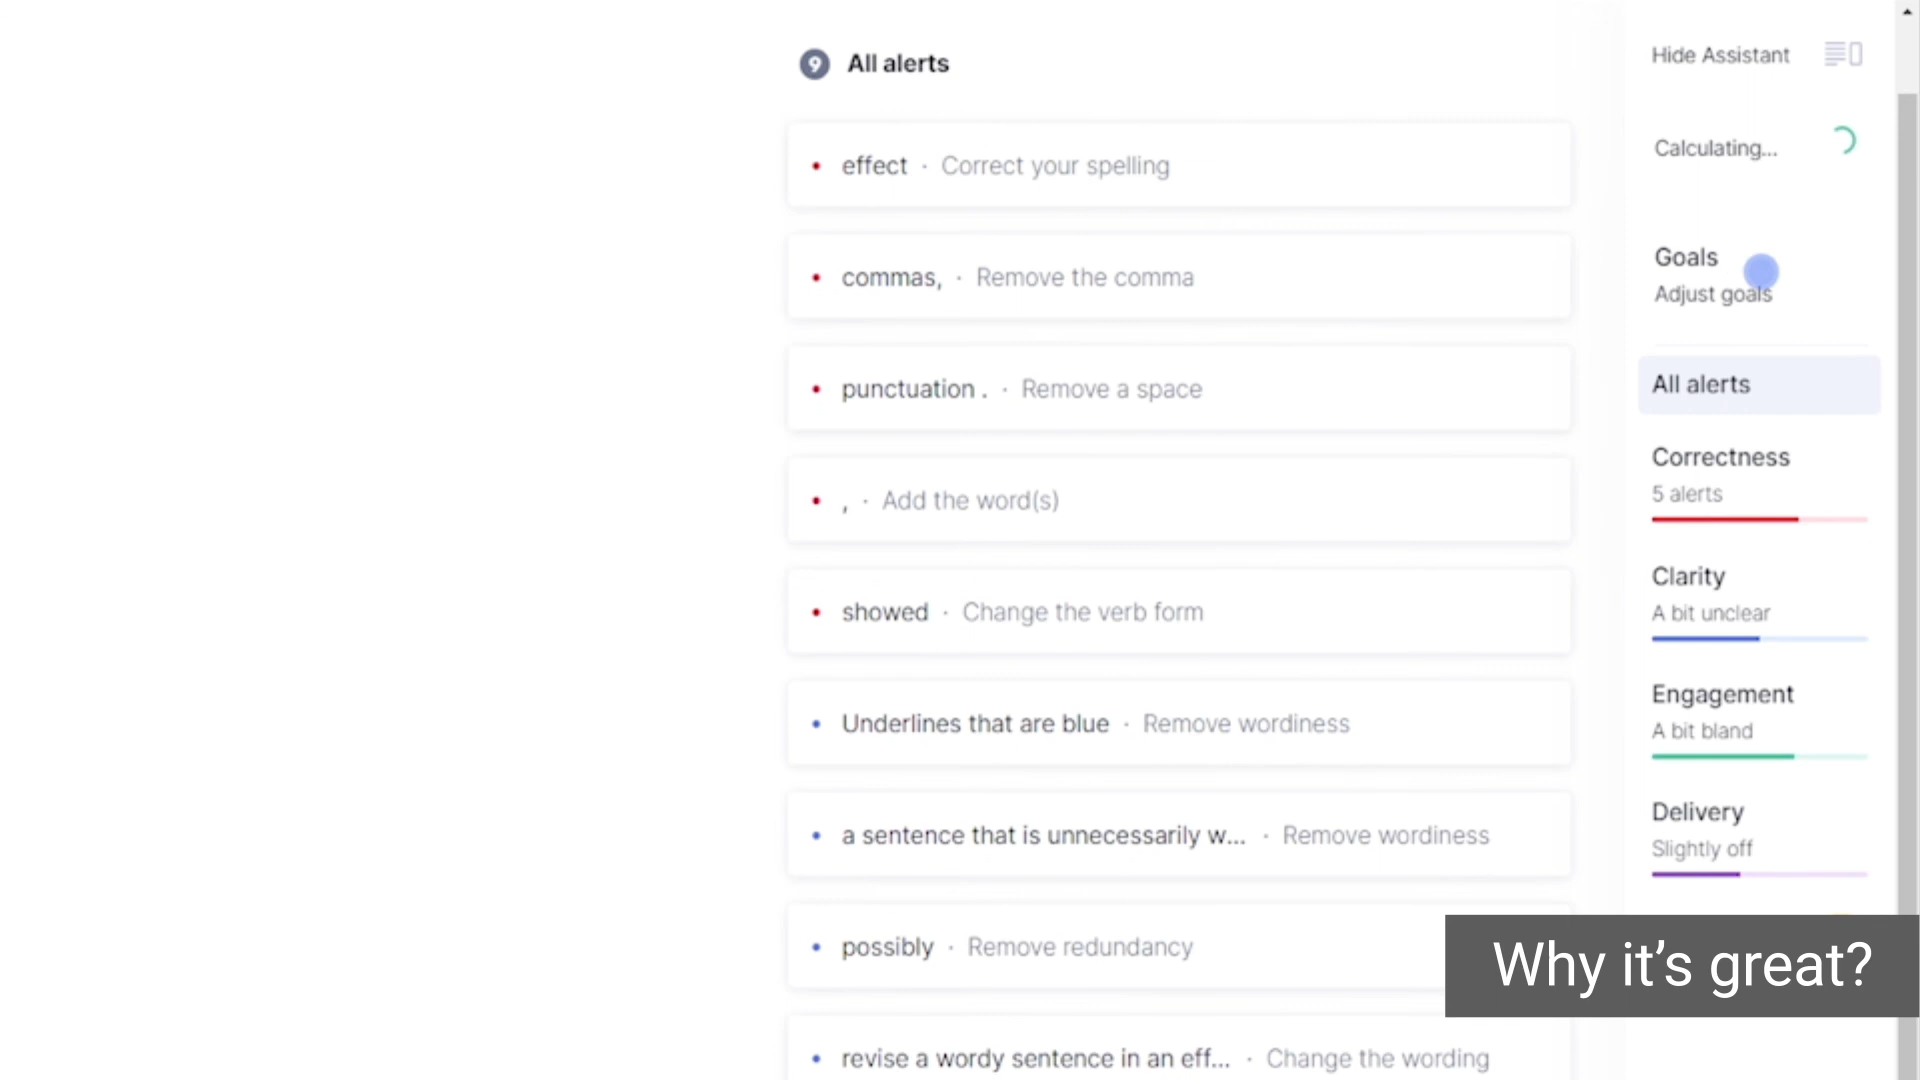 9 All alerts
effect · Correct your spelling
commas, · Remove the comma
punctuation . · Remove a space
, · Add the word(s)
showed · Change the verb form
Underlines that are blue · Remove wordiness
a sentence that is unnecessarily w... · Remove wordiness
possibly · Remove redundancy
revise a wordy sentence in an eff... · Change the wording
Hide Assistant
Calculating...
Goals
Adjust goals
All alerts
Correctness
5 alerts
Clarity
A bit unclear
Engagement
A bit bland
Delivery
Slightly off
Why it’s great?